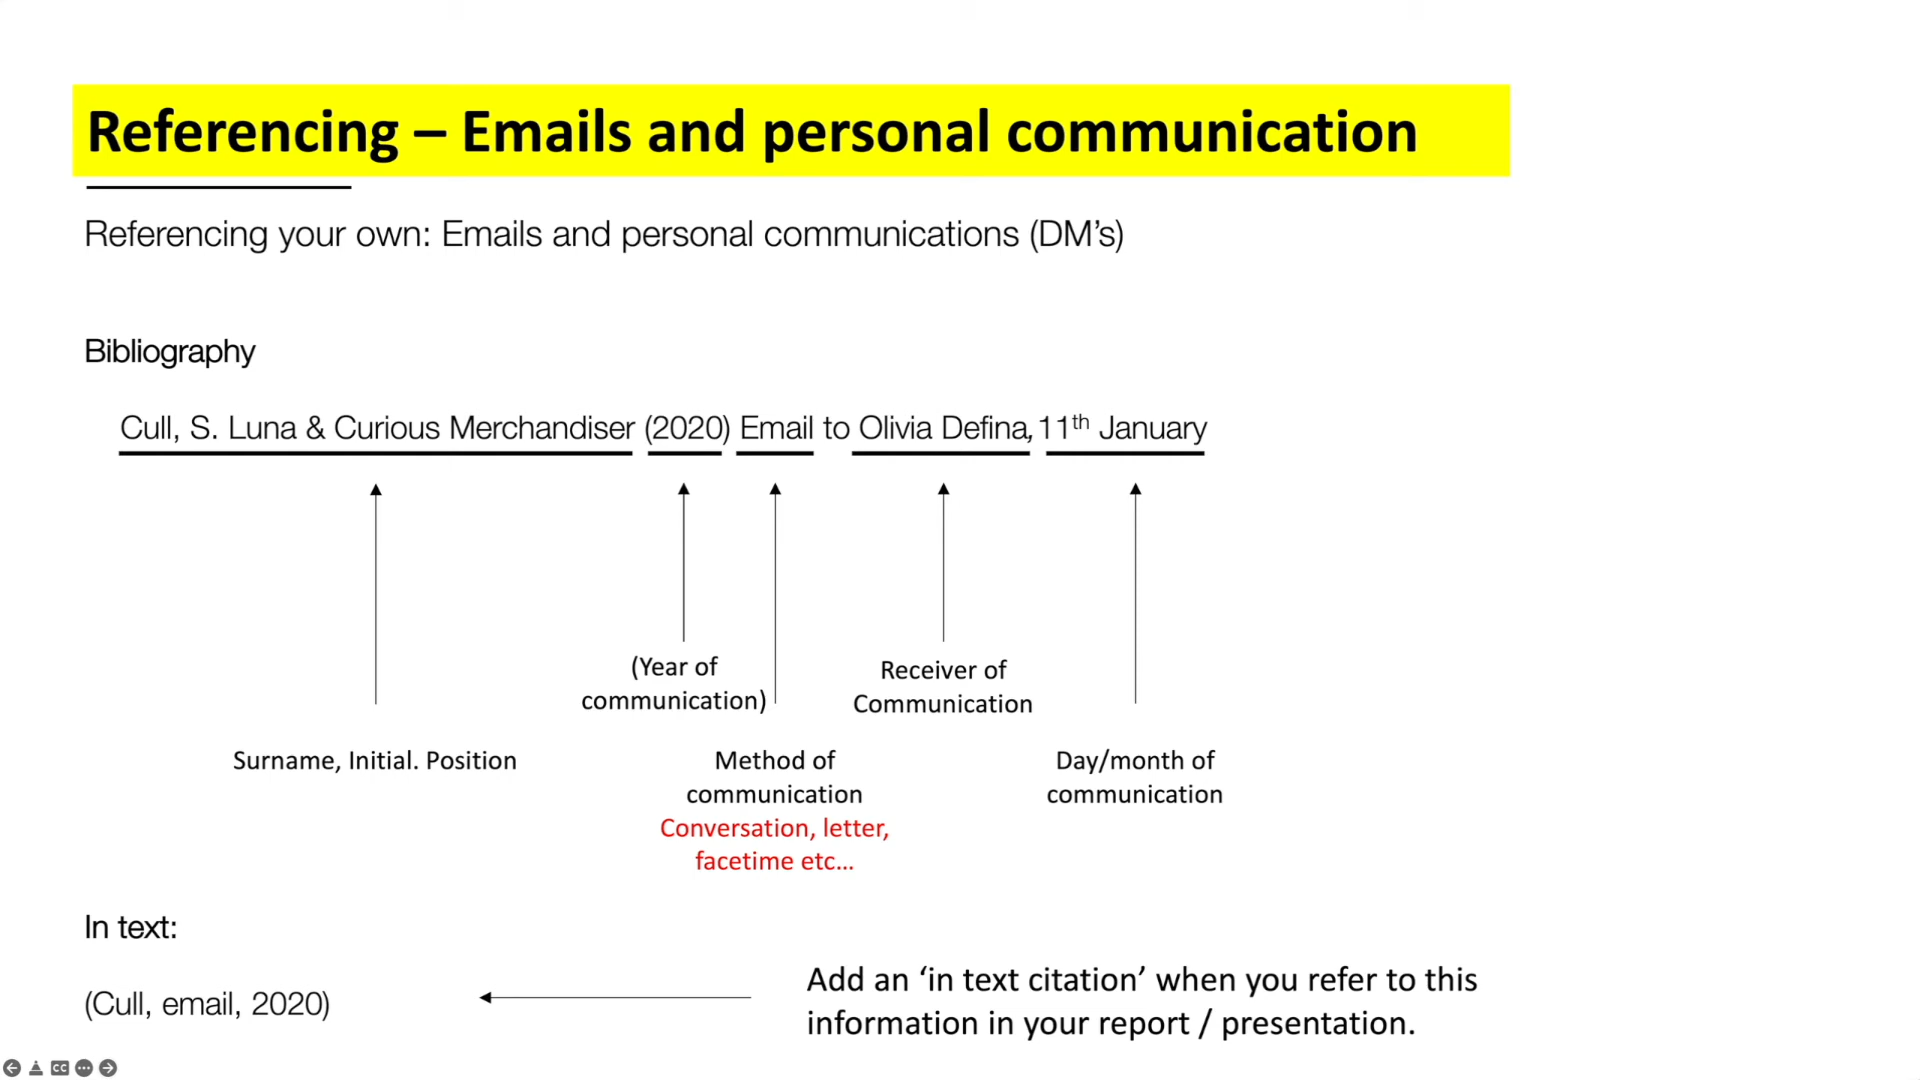 Referencing – Emails and personal communication
Referencing your own: Emails and personal communications (DM’s)
Bibliography
Cull, S. Luna & Curious Merchandiser (2020) Email to Olivia Defina, 11th January
(Year of
communication)
Receiver of
Communication
Surname, Initial. Position
Method of
communication
Conversation, letter,
facetime etc…
Day/month of
communication
In text:
(Cull, email, 2020)
Add an ‘in text citation’ when you refer to this
information in your report / presentation.
CC